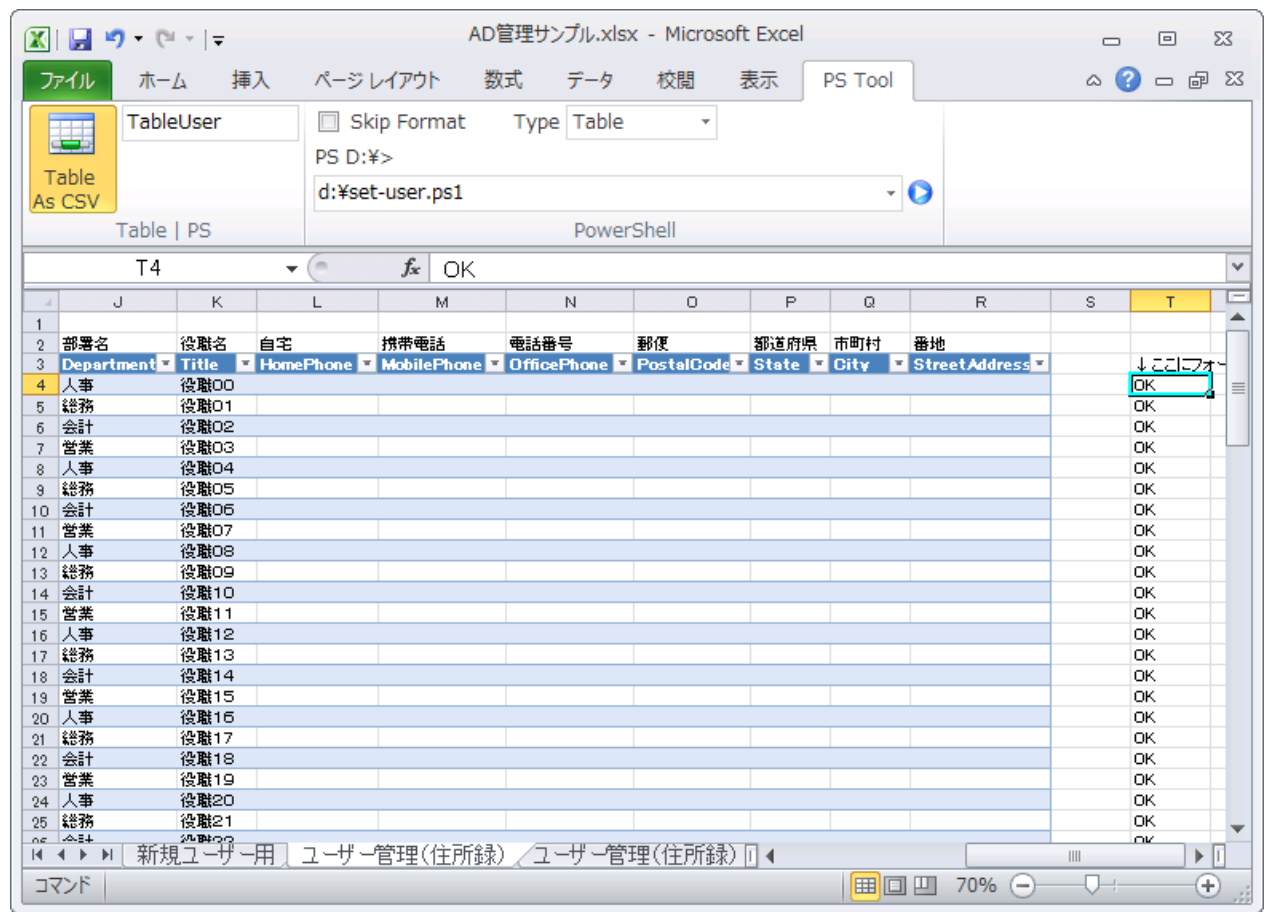 AD管理サンプル.xlsx - Microsoft Excel
ファイル ホーム 挿入 ページ レイアウト 数式 データ 校閲 表示 PS Tool
TableUser Skip Format Type Table
PS D:¥>
Table As CSV d:¥set-user.ps1
Table | PS PowerShell
T4 fx OK
J K L M N O P Q R S T
1
2 部署名 役職名 自宅 携帯電話 電話番号 郵便 都道府県 市町村 番地
3 Department Title HomePhone MobilePhone OfficePhone PostalCode State City StreetAddress ↓ここにフォー
4 人事 役職00 OK
5 総務 役職01 OK
6 会計 役職02 OK
7 営業 役職03 OK
8 人事 役職04 OK
9 総務 役職05 OK
10 会計 役職06 OK
11 営業 役職07 OK
12 人事 役職08 OK
13 総務 役職09 OK
14 会計 役職10 OK
15 営業 役職11 OK
16 人事 役職12 OK
17 総務 役職13 OK
18 会計 役職14 OK
19 営業 役職15 OK
20 人事 役職16 OK
21 総務 役職17 OK
22 会計 役職18 OK
23 営業 役職19 OK
24 人事 役職20 OK
25 総務 役職21 OK
26 会計 役職22 OK
新規ユーザー用 ユーザー管理(住所録) ユーザー管理(住所録)
コマンド 70%